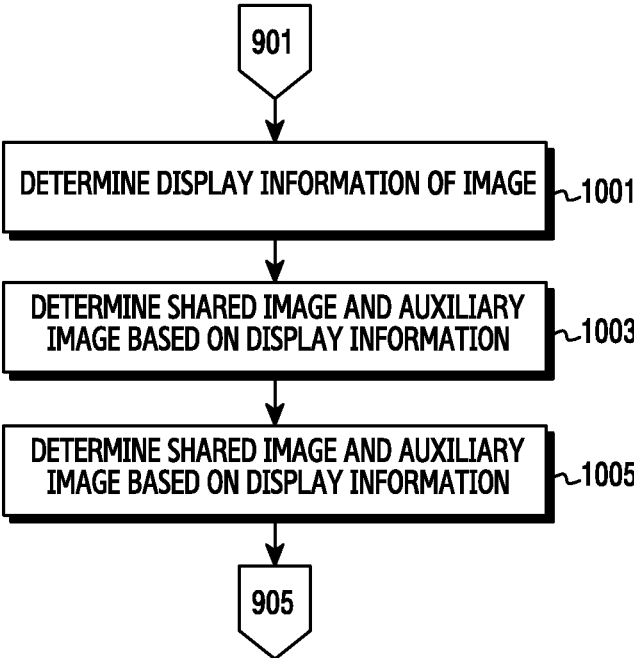 901
DETERMINE DISPLAY INFORMATION OF IMAGE
1001
DETERMINE SHARED IMAGE AND AUXILIARY
IMAGE BASED ON DISPLAY INFORMATION
1003
DETERMINE SHARED IMAGE AND AUXILIARY
IMAGE BASED ON DISPLAY INFORMATION
1005
905